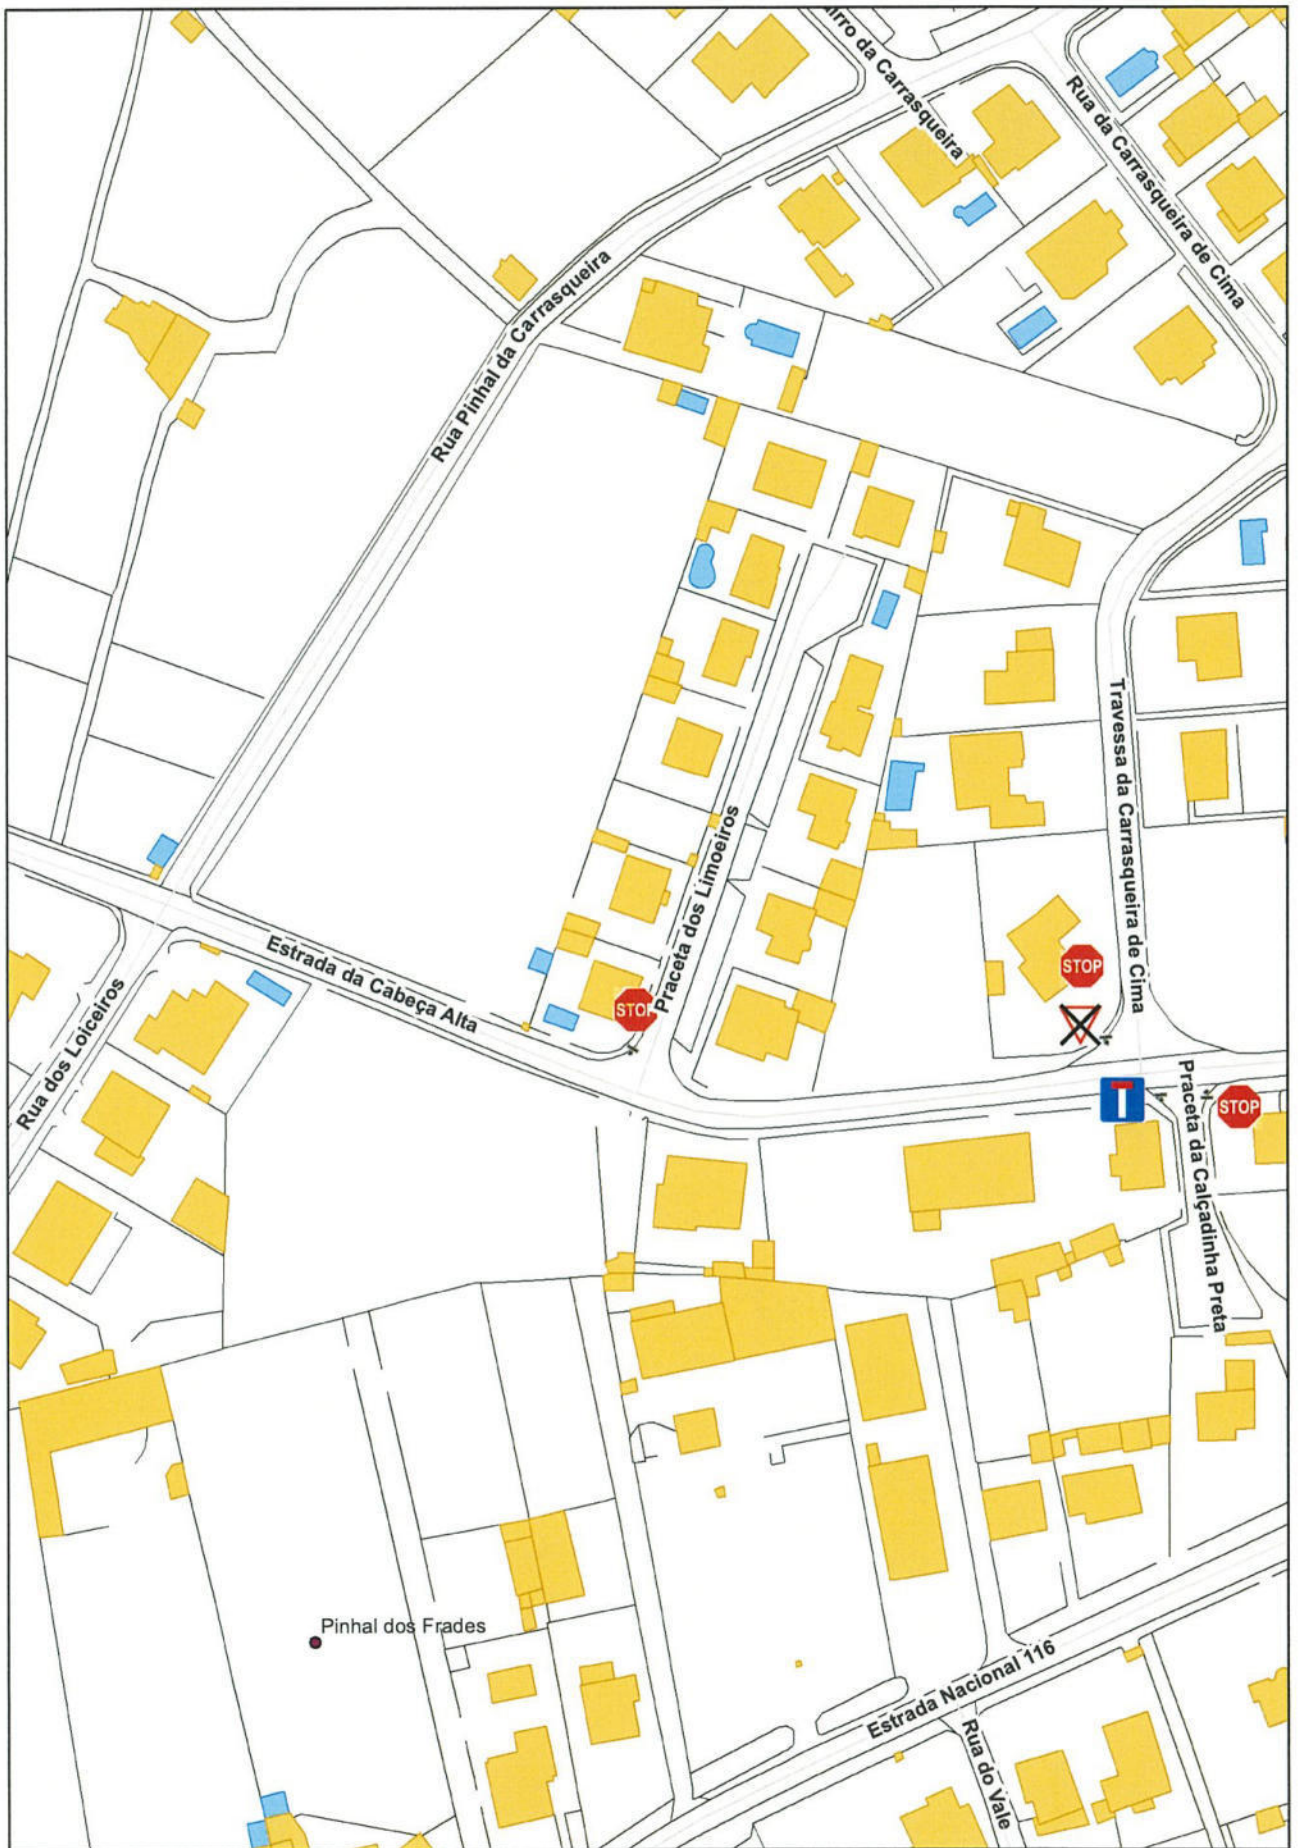 irro da Carrasqueira
Rua da Carrasqueira de Cima
Rua Pinhal da Carrasqueira
Travessa da Carrasqueira de Cima
Praceta dos Limoeiros
Estrada da Cabeça Alta
Rua dos Loiceiros
STOP
STOP
STOP
Praceta da Calçadinha Preta
Pinhal dos Frades
Estrada Nacional 116
Rua do Vale